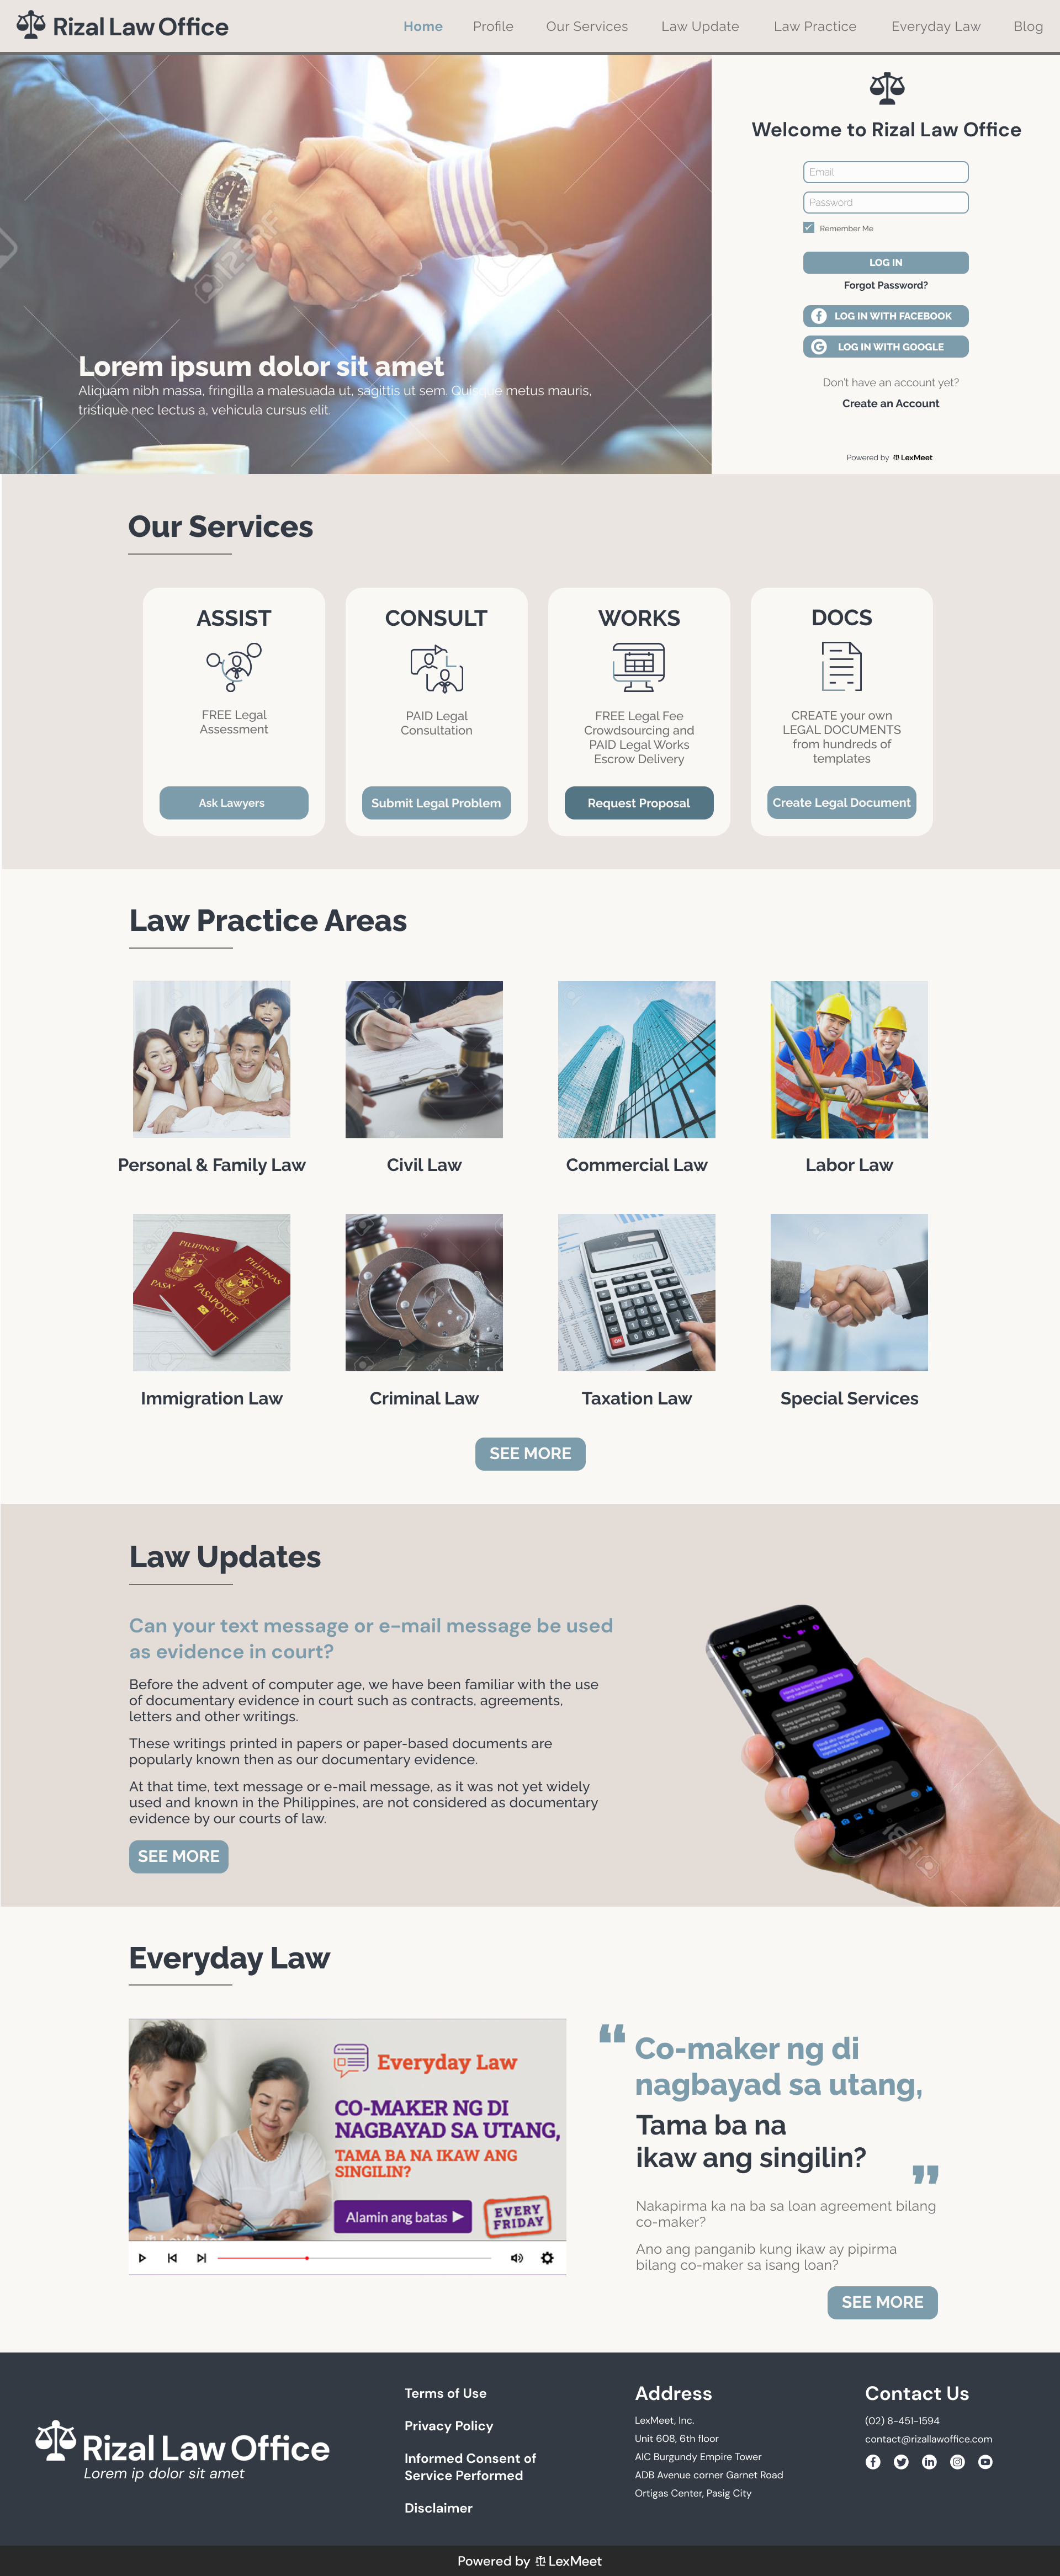 Rizal Law Office
Home
Profile
Our Services
Law Update
Law Practice
Everyday Law
Blog
Welcome to Rizal Law Office
Email
Password
Remember Me
LOG IN
Forgot Password?
LOG IN WITH FACEBOOK
LOG IN WITH GOOGLE
Don't have an account yet?
Create an Account
Powered by LexMeet
Lorem ipsum dolor sit amet
Aliquam nibh massa, fringilla a malesuada ut, sagittis ut sem. Quisque metus mauris,
tristique nec lectus a, vehicula cursus elit.
Our Services
ASSIST
FREE Legal
Assessment
Ask Lawyers
CONSULT
PAID Legal
Consultation
Submit Legal Problem
WORKS
FREE Legal Fee
Crowdsourcing and
PAID Legal Works
Escrow Delivery
Request Proposal
DOCS
CREATE your own
LEGAL DOCUMENTS
from hundreds of
templates
Create Legal Document
Law Practice Areas
Personal & Family Law
Civil Law
Commercial Law
Labor Law
PILIPINAS
PILIPINAS
PASAPORTE
Immigration Law
Criminal Law
Taxation Law
Special Services
SEE MORE
Law Updates
Can your text message or e-mail message be used
as evidence in court?
Before the advent of computer age, we have been familiar with the use
of documentary evidence in court such as contracts, agreements,
letters and other writings.
These writings printed in papers or paper-based documents are
popularly known then as our documentary evidence.
At that time, text message or e-mail message, as it was not yet widely
used and known in the Philippines, are not considered as documentary
evidence by our courts of law.
SEE MORE
Everyday Law
Everyday Law
CO-MAKER NG DI
NAGBAYAD SA UTANG,
TAMA BA NA IKAW ANG
SINGILIN?
Alamin ang batas
EVERY
FRIDAY
“ Co-maker ng di
nagbayad sa utang,
Tama ba na
ikaw ang singilin? ”
Nakapirma ka na ba sa loan agreement bilang
co-maker?
Ano ang panganib kung ikaw ay pipirma
bilang co-maker sa isang loan?
SEE MORE
Rizal Law Office
Lorem ip dolor sit amet
Terms of Use
Privacy Policy
Informed Consent of
Service Performed
Disclaimer
Address
LexMeet, Inc.
Unit 608, 6th floor
AIC Burgundy Empire Tower
ADB Avenue corner Garnet Road
Ortigas Center, Pasig City
Contact Us
(02) 8-451-1594
contact@rizallawoffice.com
Powered by LexMeet